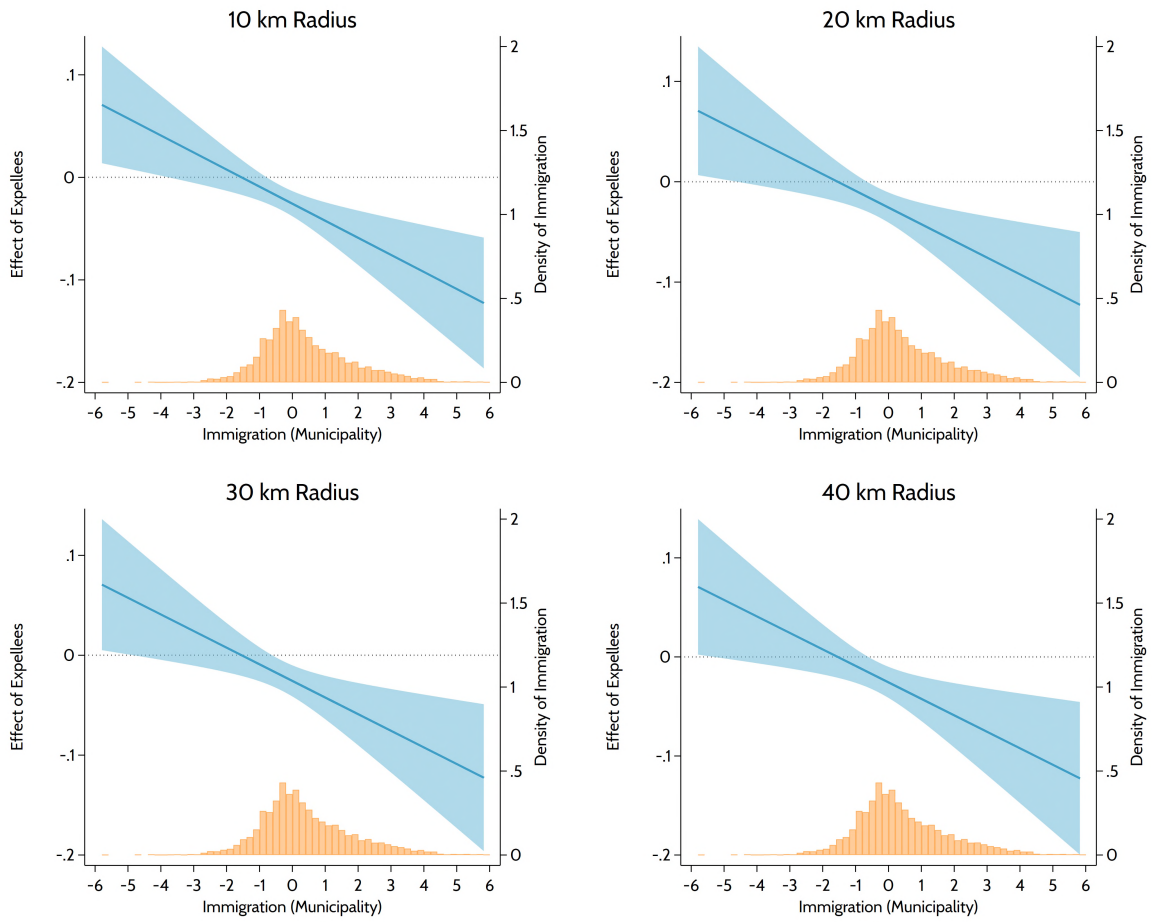 10 km Radius
20 km Radius
.1
0
-.1
-.2
Effect of Expellees
2
1.5
1
.5
0
Density of Immigration
-6 -5 -4 -3 -2 -1 0 1 2 3 4 5 6
Immigration (Municipality)
.1
0
-.1
-.2
Effect of Expellees
2
1.5
1
.5
0
Density of Immigration
-6 -5 -4 -3 -2 -1 0 1 2 3 4 5 6
Immigration (Municipality)
30 km Radius
40 km Radius
.1
0
-.1
-.2
Effect of Expellees
2
1.5
1
.5
0
Density of Immigration
-6 -5 -4 -3 -2 -1 0 1 2 3 4 5 6
Immigration (Municipality)
.1
0
-.1
-.2
Effect of Expellees
2
1.5
1
.5
0
Density of Immigration
-6 -5 -4 -3 -2 -1 0 1 2 3 4 5 6
Immigration (Municipality)